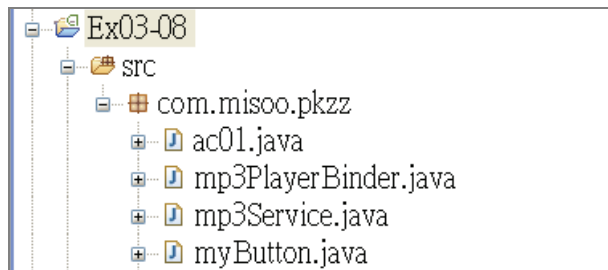 Ex03-08
src
com.misoo.pkzz
ac01.java
mp3PlayerBinder.java
mp3Service.java
myButton.java